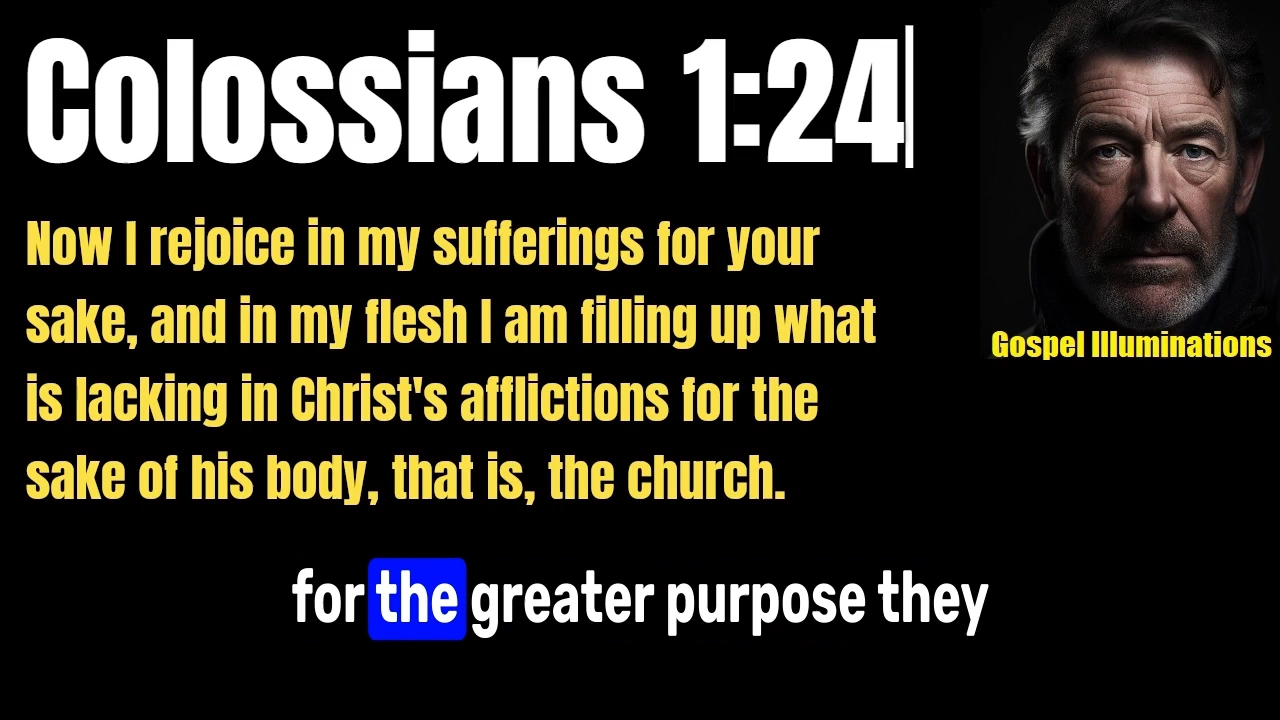 Colossians 1:24
Now I rejoice in my sufferings for your
sake, and in my flesh I am filling up what
is lacking in Christ's afflictions for the
sake of his body, that is, the church.
Gospel Illuminations
for the greater purpose they